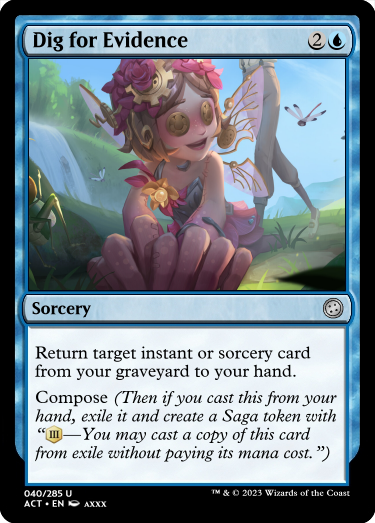 Dig for Evidence 2
Sorcery
Return target instant or sorcery card
from your graveyard to your hand.
Compose (Then if you cast this from your
hand, exile it and create a Saga token with
“III—You may cast a copy of this card
from exile without paying its mana cost.”)
040/285 U
ACT • EN AXXX
™ & © 2023 Wizards of the Coast